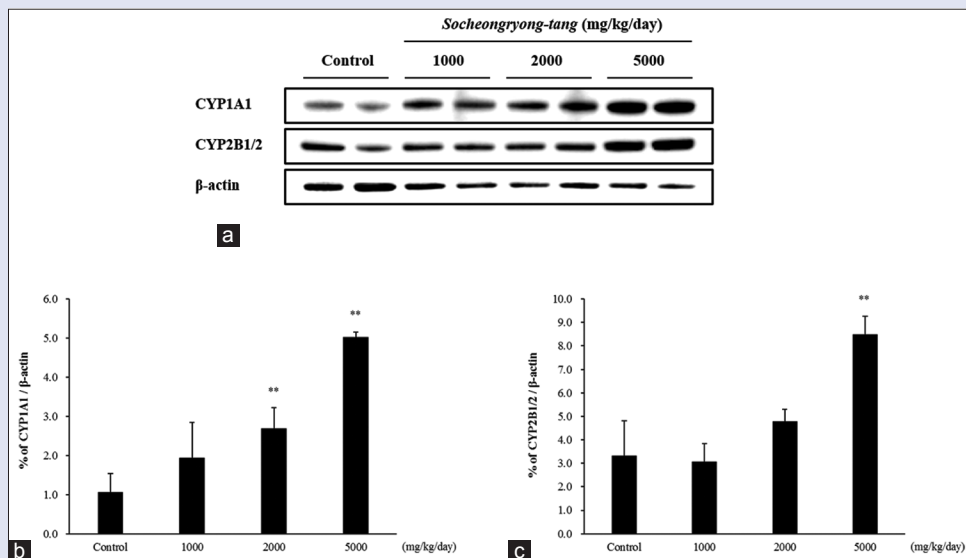 Socheongryong-tang (mg/kg/day)
Control 1000 2000 5000
CYP1A1
CYP2B1/2
β-actin
a
% of CYP1A1 / β-actin
6.0
5.0
4.0
3.0
2.0
1.0
0.0
**
**
Control 1000 2000 5000 (mg/kg/day)
b
% of CYP2B1/2 / β-actin
10.0
9.0
8.0
7.0
6.0
5.0
4.0
3.0
2.0
1.0
0.0
**
Control 1000 2000 5000 (mg/kg/day)
c